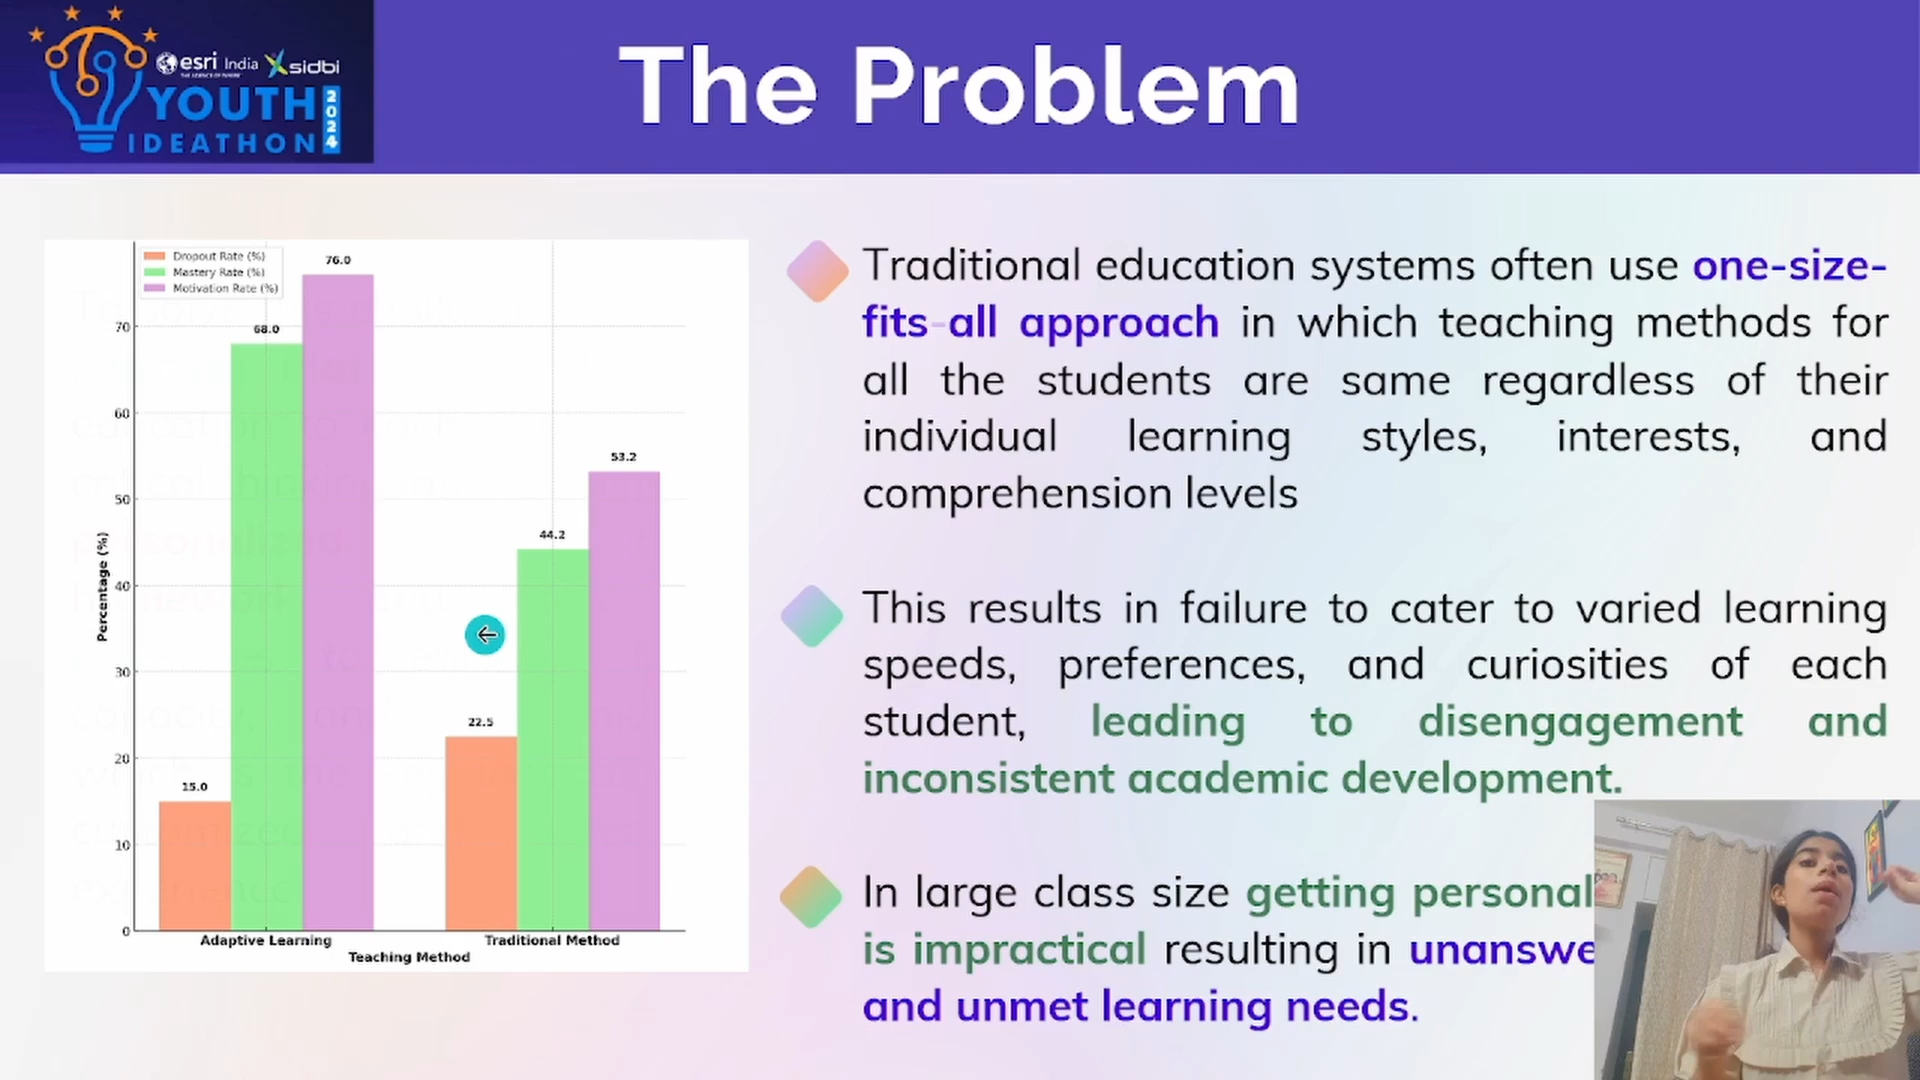 esri India sidbi
THE SCIENCE OF WHERE
YOUTH
IDEATHON
2024
The Problem
Dropout Rate (%)
Mastery Rate (%)
Motivation Rate (%)
76.0
68.0
53.2
44.2
22.5
15.0
70
60
50
40
30
20
10
0
Percentage (%)
Adaptive Learning Traditional Method
Teaching Method
Traditional education systems often use one-size-
fits-all approach in which teaching methods for
all the students are same regardless of their
individual learning styles, interests, and
comprehension levels
This results in failure to cater to varied learning
speeds, preferences, and curiosities of each
student, leading to disengagement and
inconsistent academic development.
In large class size getting personal
is impractical resulting in
and unmet learning needs.